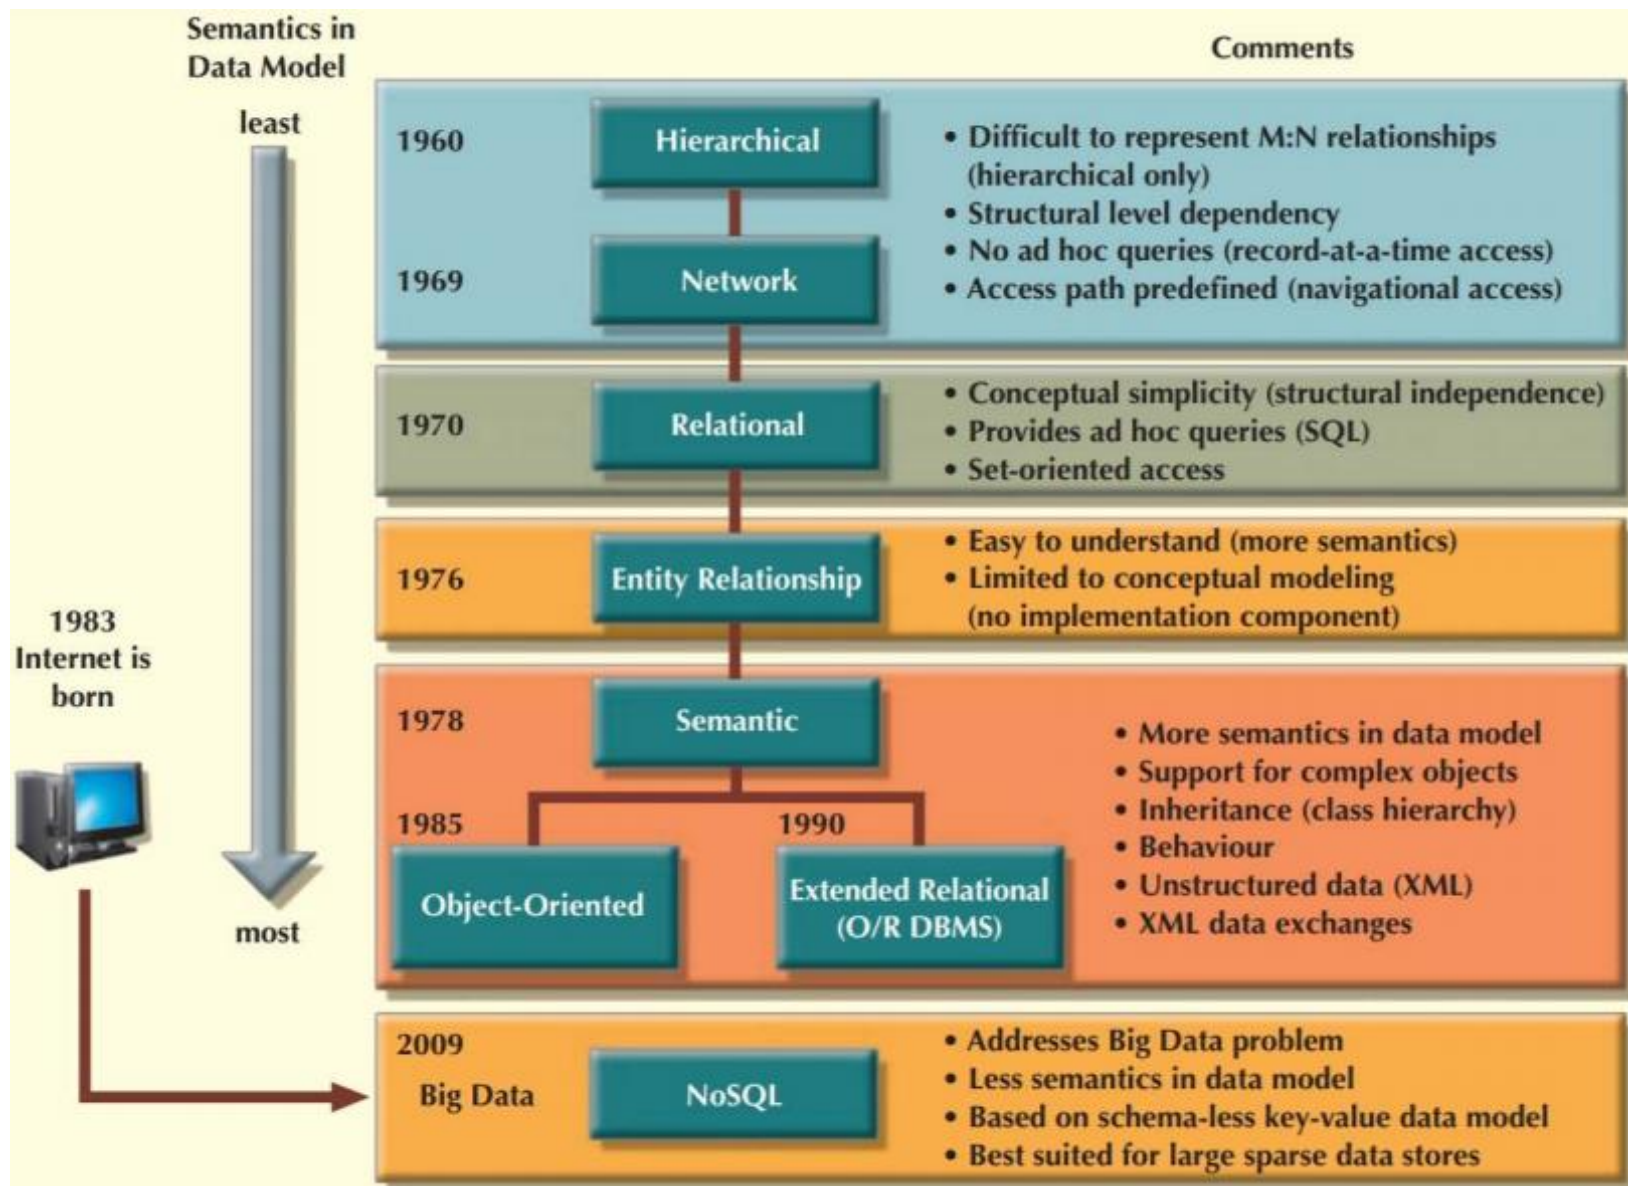 Semantics in
Data Model
least
most
1983
Internet is
born
Comments
1960
Hierarchical
1969
Network
• Difficult to represent M:N relationships
(hierarchical only)
• Structural level dependency
• No ad hoc queries (record-at-a-time access)
• Access path predefined (navigational access)
1970
Relational
• Conceptual simplicity (structural independence)
• Provides ad hoc queries (SQL)
• Set-oriented access
1976
Entity Relationship
• Easy to understand (more semantics)
• Limited to conceptual modeling
(no implementation component)
1978
Semantic
1985
Object-Oriented
1990
Extended Relational
(O/R DBMS)
• More semantics in data model
• Support for complex objects
• Inheritance (class hierarchy)
• Behaviour
• Unstructured data (XML)
• XML data exchanges
2009
Big Data
NoSQL
• Addresses Big Data problem
• Less semantics in data model
• Based on schema-less key-value data model
• Best suited for large sparse data stores